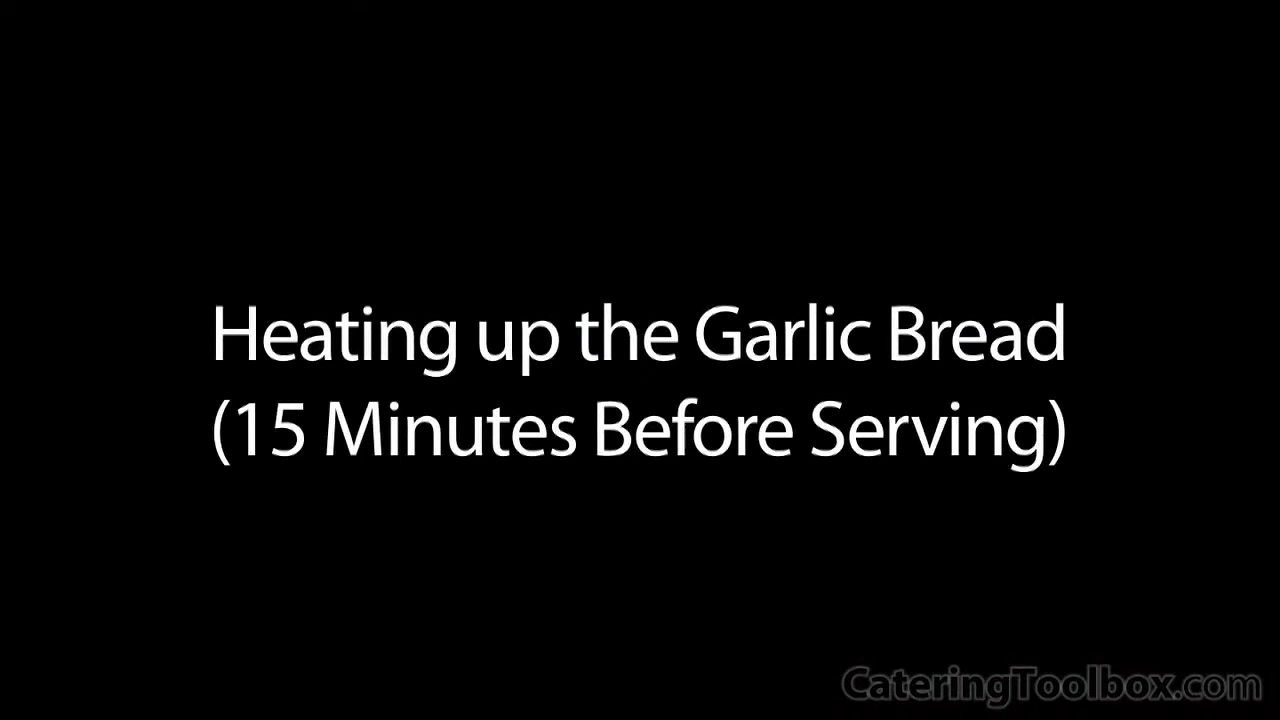 Heating up the Garlic Bread
(15 Minutes Before Serving)
CateringToolbox.com